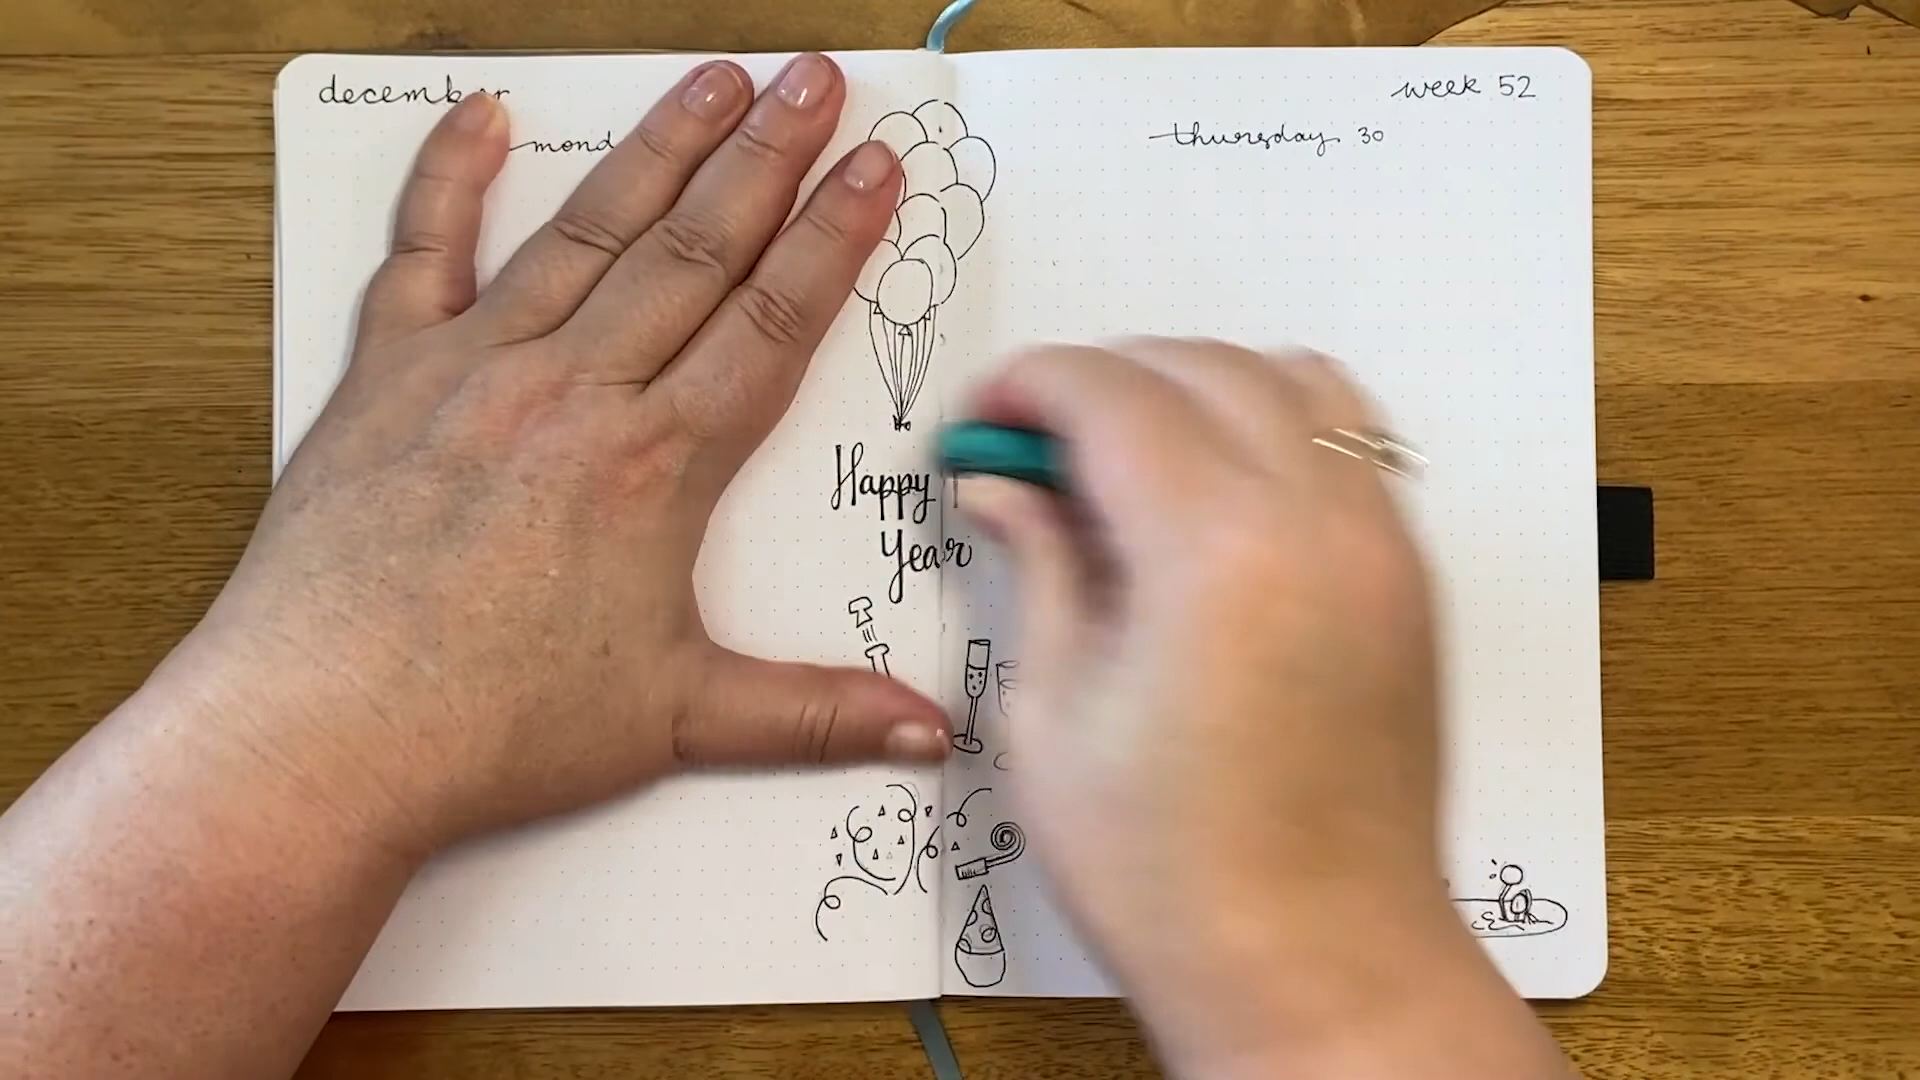 december
week 52
thursday 30
Happy
Year